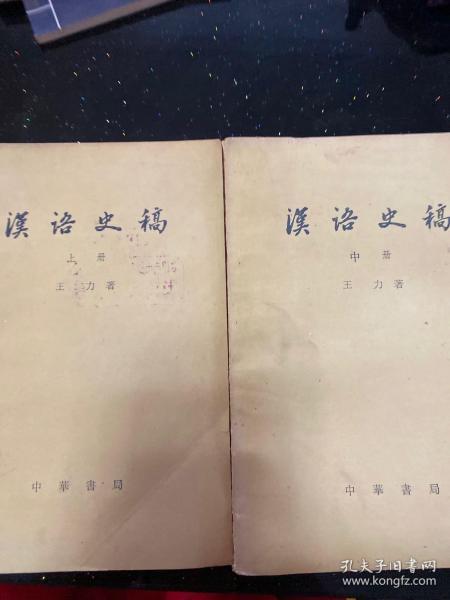 漢语史稿
上册
王力著
中華書局
漢语史稿
中册
王力著
中華書局
孔夫子旧书网
www.kongfz.com